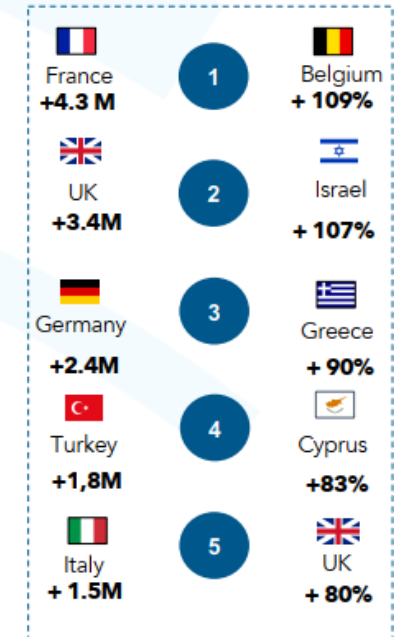 France
+4.3 M
1
Belgium
+ 109%
UK
+3.4M
2
Israel
+ 107%
Germany
+2.4M
3
Greece
+ 90%
Turkey
+1,8M
4
Cyprus
+83%
Italy
+ 1.5M
5
UK
+ 80%